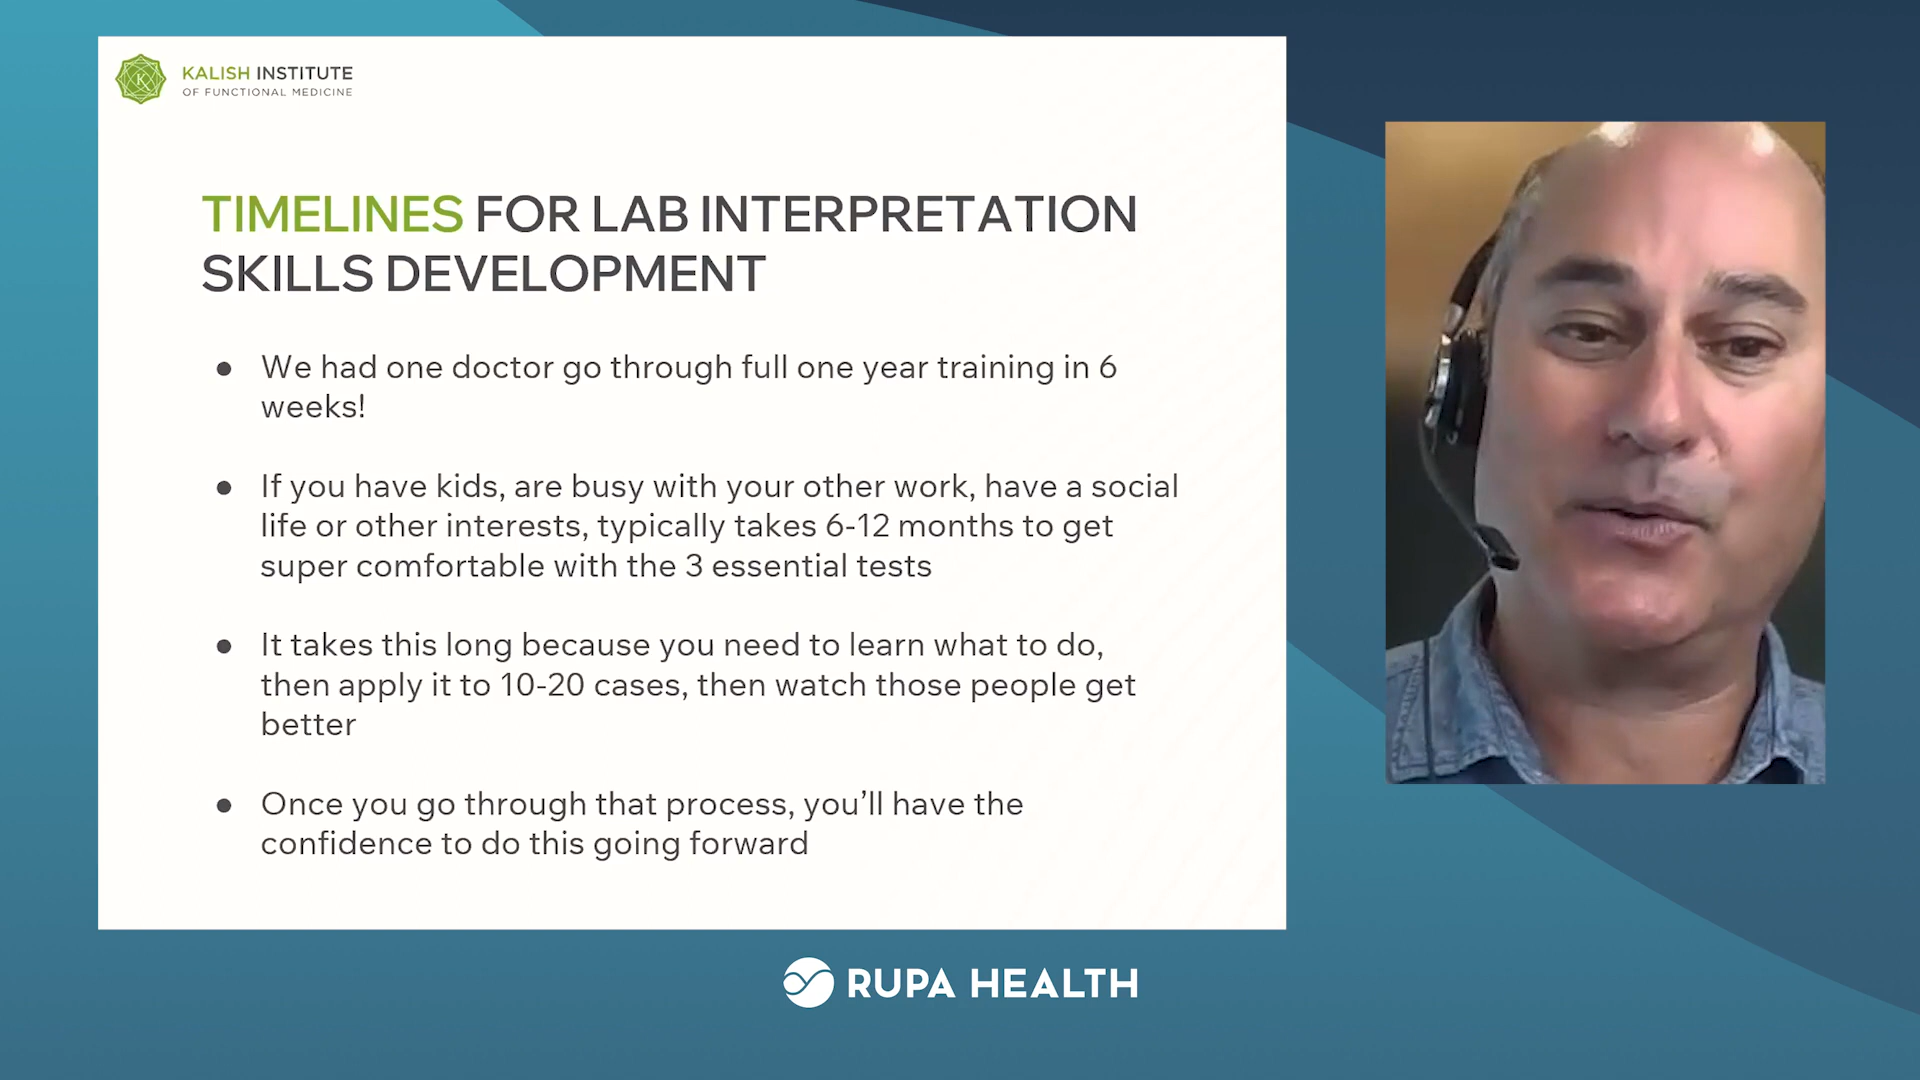 KALISH INSTITUTE
OF FUNCTIONAL MEDICINE
TIMELINES FOR LAB INTERPRETATION
SKILLS DEVELOPMENT
● We had one doctor go through full one year training in 6
weeks!
● If you have kids, are busy with your other work, have a social
life or other interests, typically takes 6-12 months to get
super comfortable with the 3 essential tests
● It takes this long because you need to learn what to do,
then apply it to 10-20 cases, then watch those people get
better
● Once you go through that process, you’ll have the
confidence to do this going forward
RUPA HEALTH